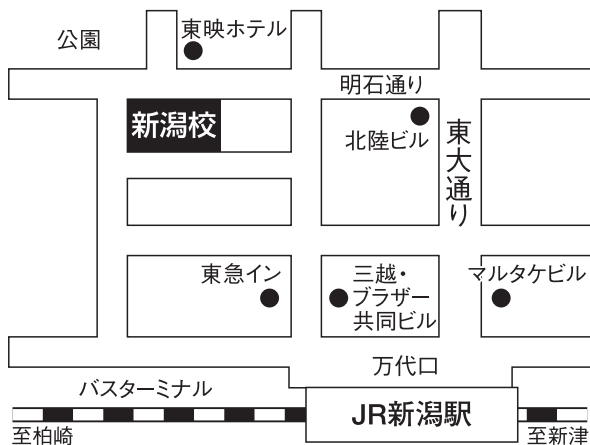 東映ホテル
公園
明石通り
新潟校
北陸ビル
東大通り
東急イン
三越・
ブラザー
共同ビル
マルタケビル
万代口
バスターミナル
JR新潟駅
至柏崎
至新津